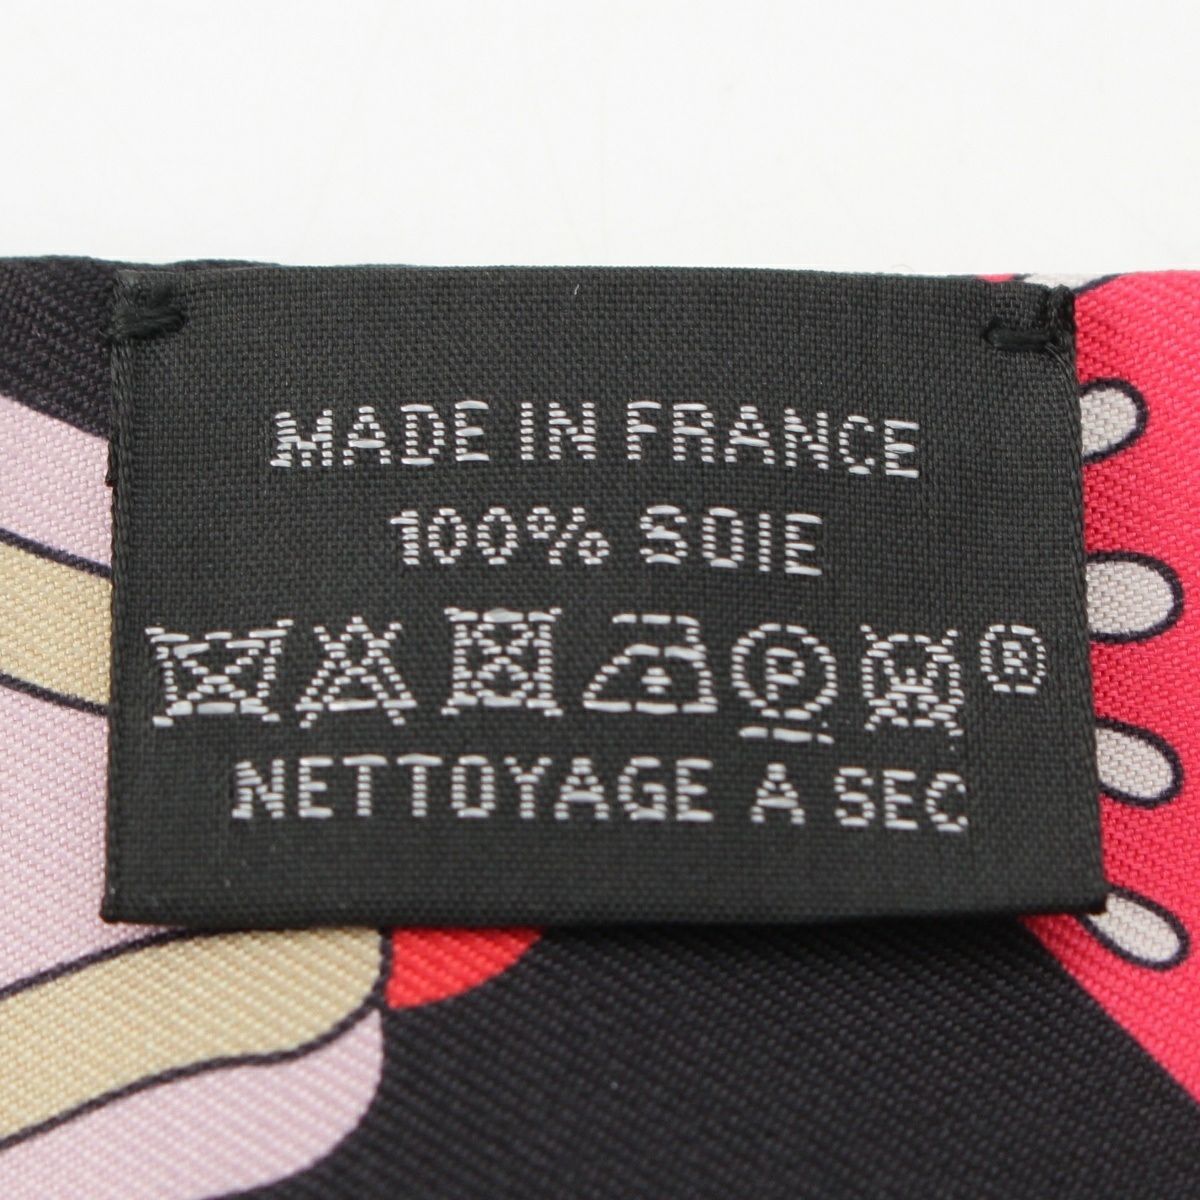 MADE IN FRANCE
100% SOIE
P W ®
NETTOYAGE A SEC